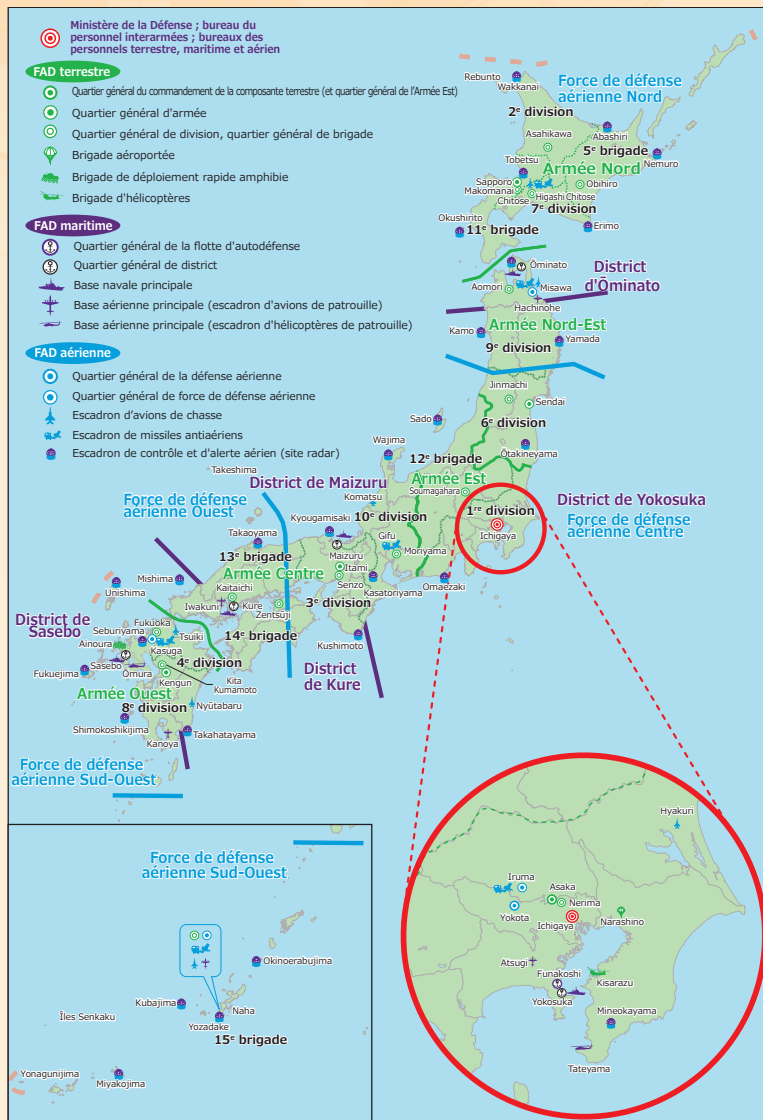 Ministère de la Défense ; bureau du
personnel interarmées ; bureaux des
personnels terrestre, maritime et aérien
FAD terrestre
Quartier général du commandement de la composante terrestre (et quartier général de l'Armée Est)
Quartier général d'armée
Quartier général de division, quartier général de brigade
Brigade aéroportée
Brigade de déploiement rapide amphibie
Brigade d'hélicoptères
FAD maritime
Quartier général de la flotte d'autodéfense
Quartier général de district
Base navale principale
Base aérienne principale (escadron d'avions de patrouille)
Base aérienne principale (escadron d'hélicoptères de patrouille)
FAD aérienne
Quartier général de la défense aérienne
Quartier général de force de défense aérienne
Escadron d'avions de chasse
Escadron de missiles antiaériens
Escadron de contrôle et d'alerte aérien (site radar)
Rebunto
Wakkanai
Force de défense
aérienne Nord
2e division
Asahikawa
Abashiri
5e brigade
Nemuro
Tobetsu
Armée Nord
Sapporo
Makomanai
Obihiro
Higashi Chitose
Chitose
7e division
Okushirito
11e brigade
Erimo
Ōminato
District
d'Ōminato
Aomori
Misawa
Hachinohe
Kamo
Armée Nord-Est
Yamada
9e division
Jinmachi
Sendai
6e division
Sado
Ōtakineyama
Wajima
12e brigade
Takeshima
Armée Est
Soumagahara
District de Maizuru
Komatsu
District de Yokosuka
Force de défense
aérienne Centre
1re division
Ichigaya
Force de défense
aérienne Ouest
Kyougamisaki
10e division
Takaoyama
Gifu
13e brigade
Maizuru
Moriyama
Armée Centre
Itami
Mishima
Kaitaichi
Senzo
Kasatoriyama
Omaezaki
Unishima
Iwakuni
Kure
Zentsuji
3e division
District de
Sasebo
Fukuoka
Seburiyama
Tsuiki
14e brigade
Kushimoto
Ainoura
Kasuga
4e division
District
de Kure
Fukuejima
Sasebo
Ōmura
Kengun
Kita
Kumamoto
Armée Ouest
8e division
Nyūtabaru
Shimokoshikijima
Takahatayama
Kanoya
Force de défense
aérienne Sud-Ouest
Force de défense
aérienne Sud-Ouest
Okinoerabujima
Kubajima
Naha
Îles Senkaku
Yozadake
15e brigade
Yonagunijima
Miyakojima
Hyakuri
Iruma
Asaka
Nerima
Yokota
Ichigaya
Narashino
Atsugi
Funakoshi
Kisarazu
Yokosuka
Mineokayama
Tateyama